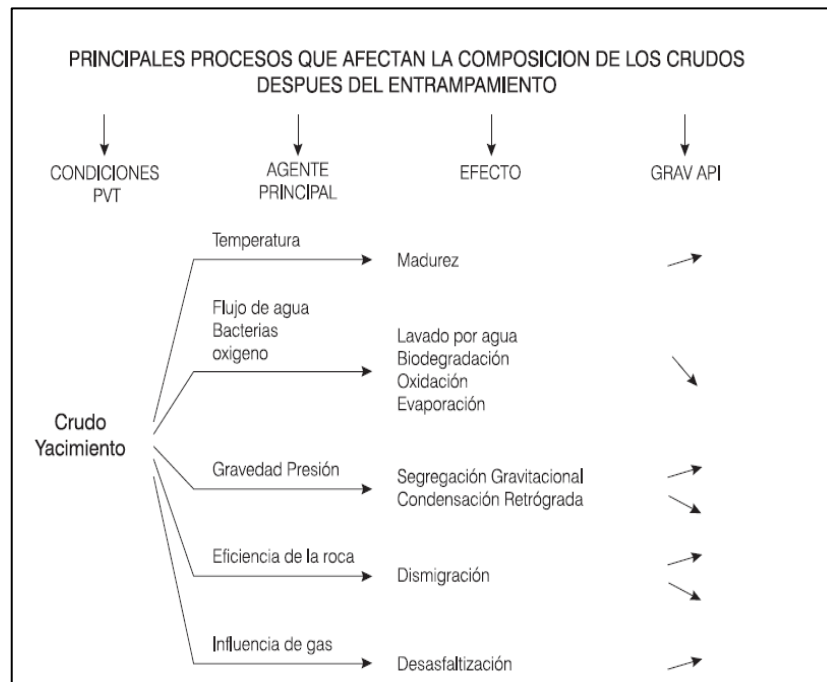 PRINCIPALES PROCESOS QUE AFECTAN LA COMPOSICION DE LOS CRUDOS
DESPUES DEL ENTRAMPAMIENTO
CONDICIONES
PVT
AGENTE
PRINCIPAL
EFECTO
GRAV API
Temperatura
Madurez
Flujo de agua
Bacterias
oxigeno
Lavado por agua
Biodegradación
Oxidación
Evaporación
Crudo
Yacimiento
Gravedad Presión
Segregación Gravitacional
Condensación Retrógrada
Eficiencia de la roca
Dismigración
Influencia de gas
Desasfaltización